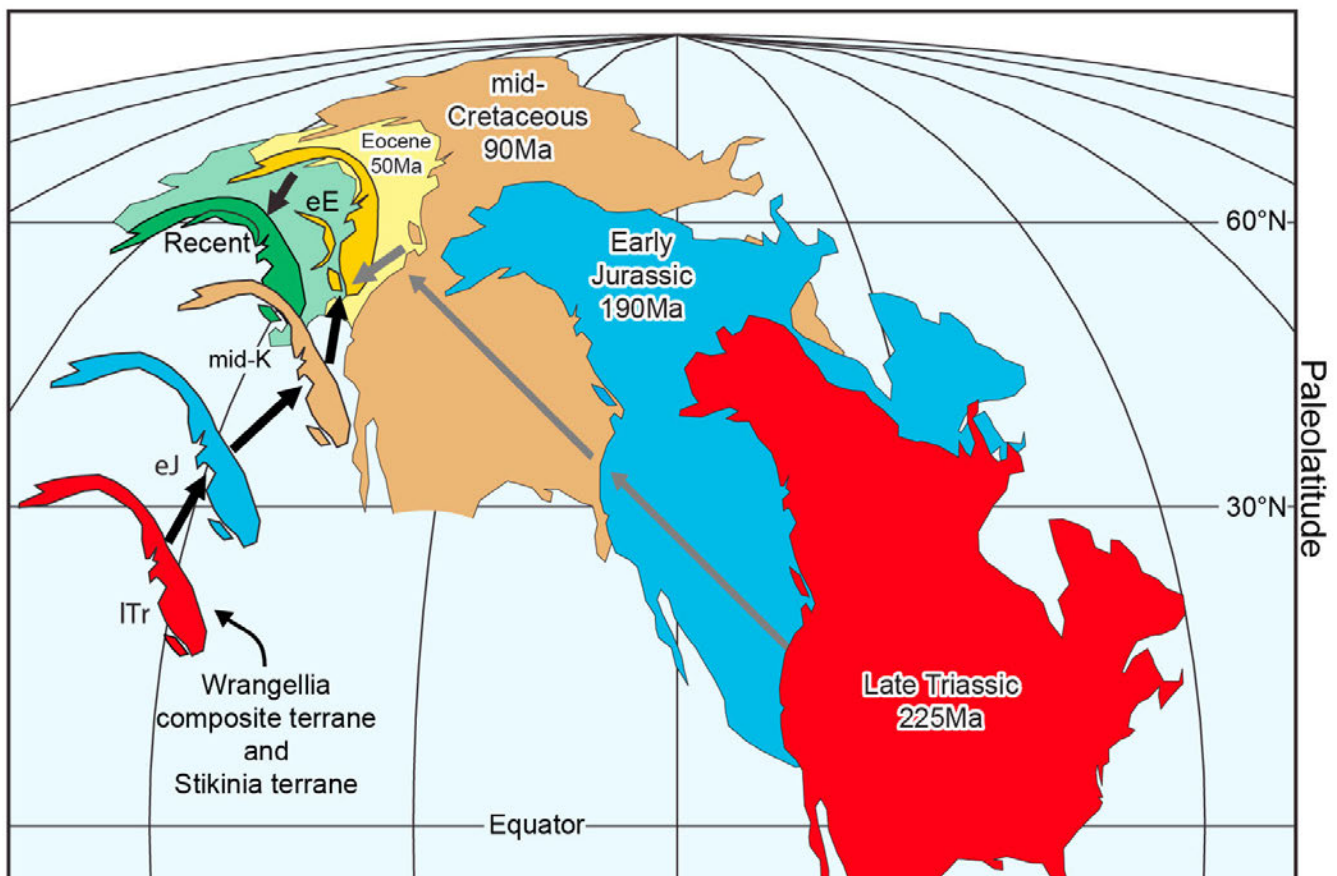 mid-
Cretaceous
90Ma
Eocene
50Ma
eE
Recent
60°N
Early
Jurassic
190Ma
mid-K
Paleolatitude
eJ
30°N
lTr
Wrangellia
composite terrane
and
Stikinia terrane
Late Triassic
225Ma
Equator